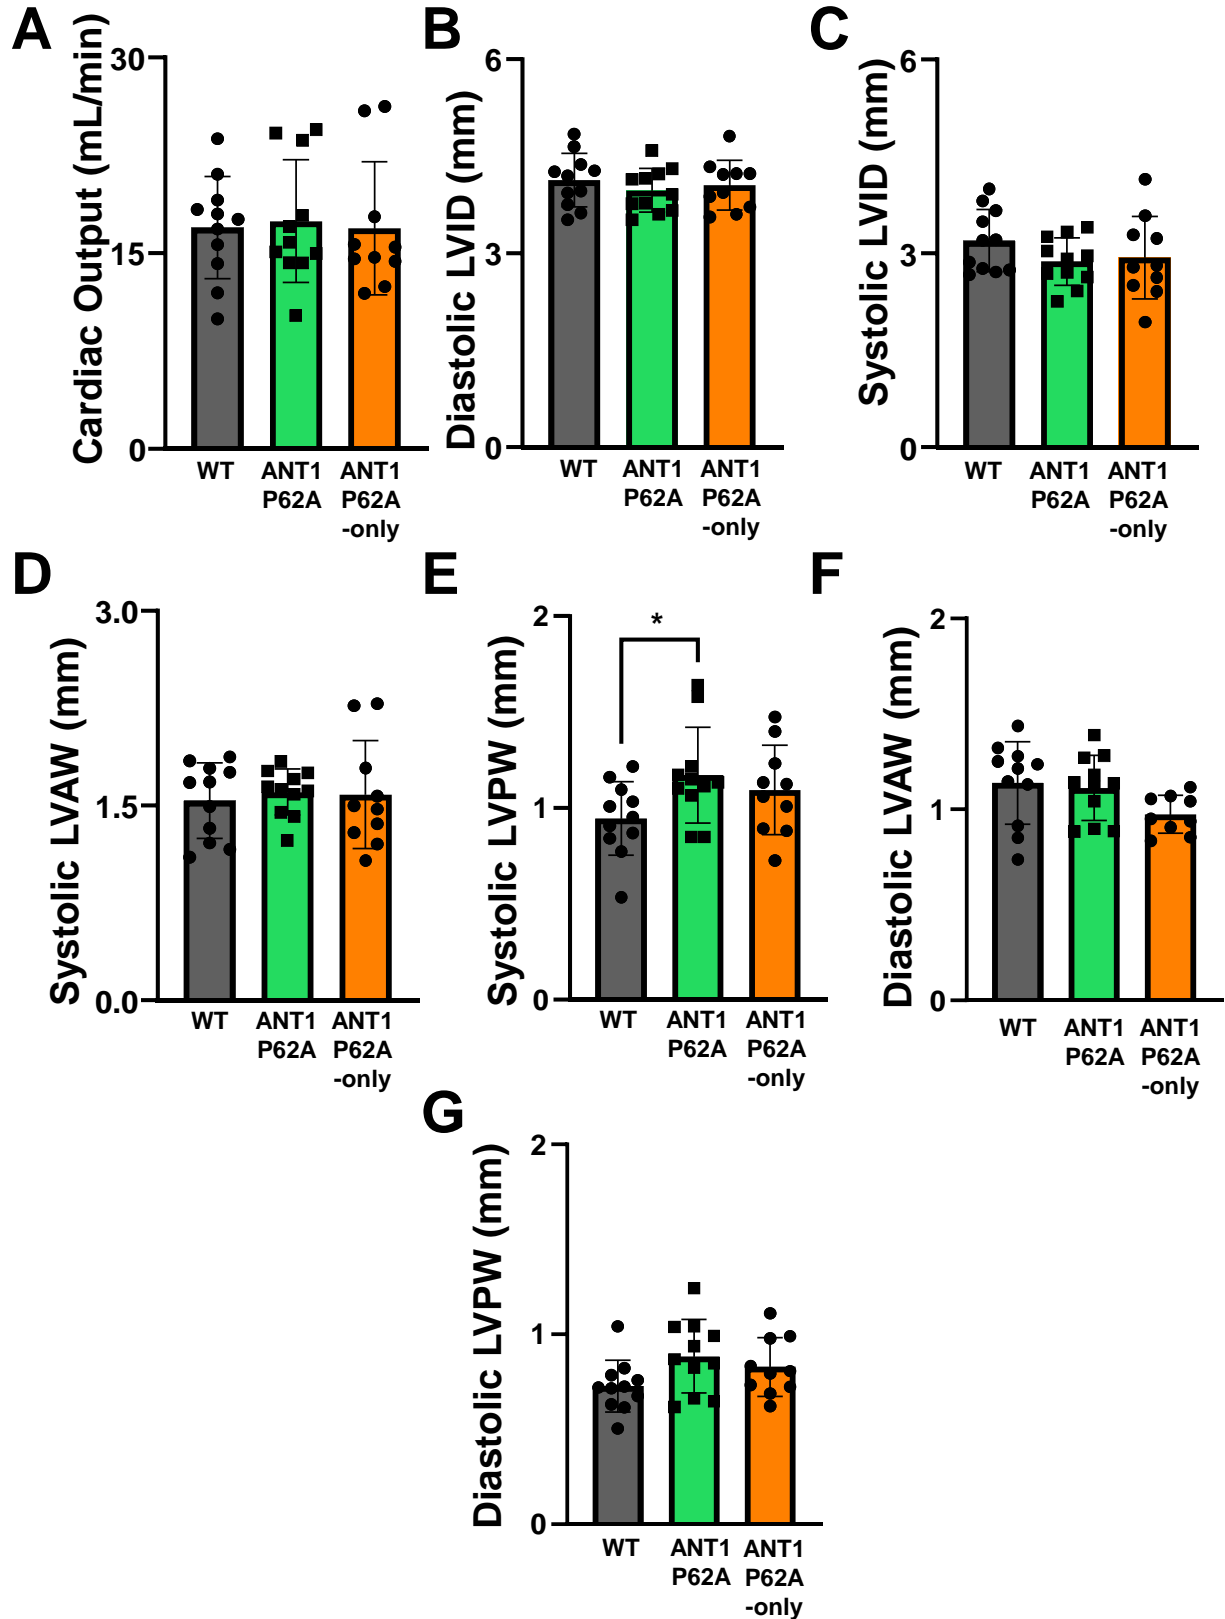 A
Cardiac Output (mL/min)
30
15
0
WT
ANT1
P62A
ANT1
P62A
-only
B
Diastolic LVID (mm)
6
3
0
WT
ANT1
P62A
ANT1
P62A
-only
C
Systolic LVID (mm)
6
3
0
WT
ANT1
P62A
ANT1
P62A
-only
D
Systolic LVAW (mm)
3.0
1.5
0.0
WT
ANT1
P62A
ANT1
P62A
-only
E
Systolic LVPW (mm)
2
1
0
*
WT
ANT1
P62A
ANT1
P62A
-only
F
Diastolic LVAW (mm)
2
1
0
WT
ANT1
P62A
ANT1
P62A
-only
G
Diastolic LVPW (mm)
2
1
0
WT
ANT1
P62A
ANT1
P62A
-only